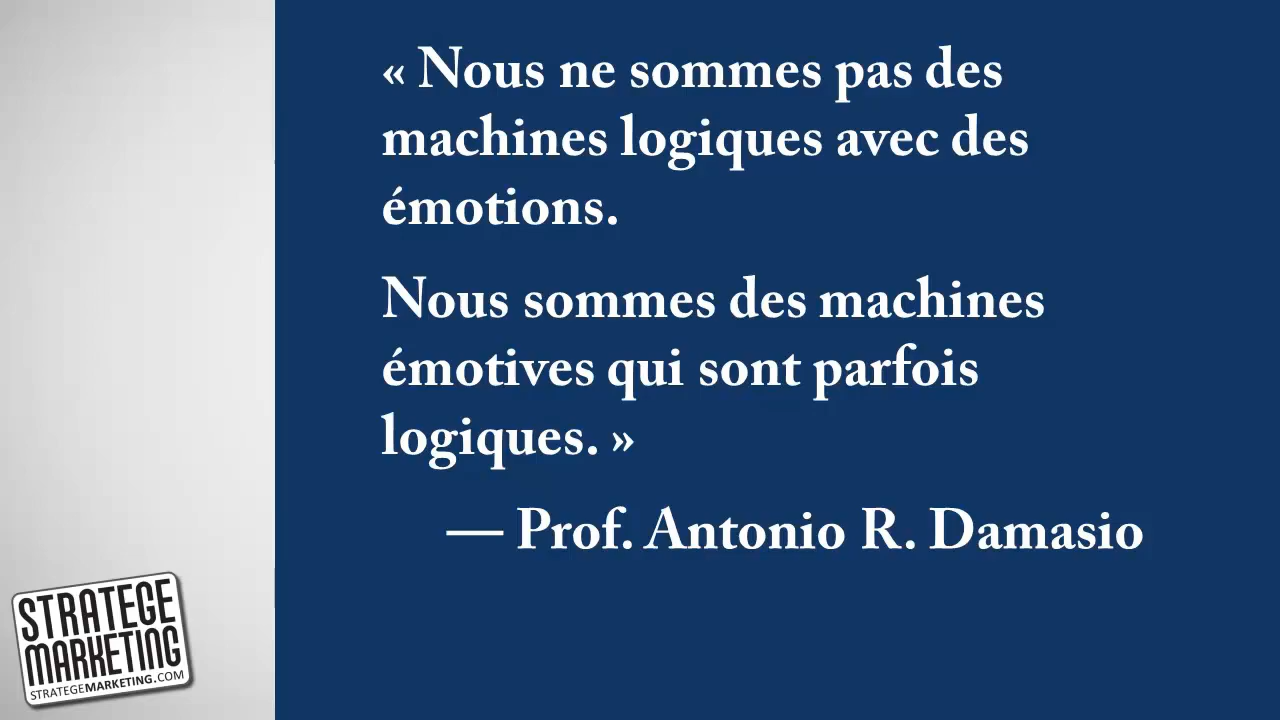 « Nous ne sommes pas des
machines logiques avec des
émotions.
Nous sommes des machines
émotives qui sont parfois
logiques. »
— Prof. Antonio R. Damasio
STRATEGE
MARKETING
STRATEGEMARKETING.COM